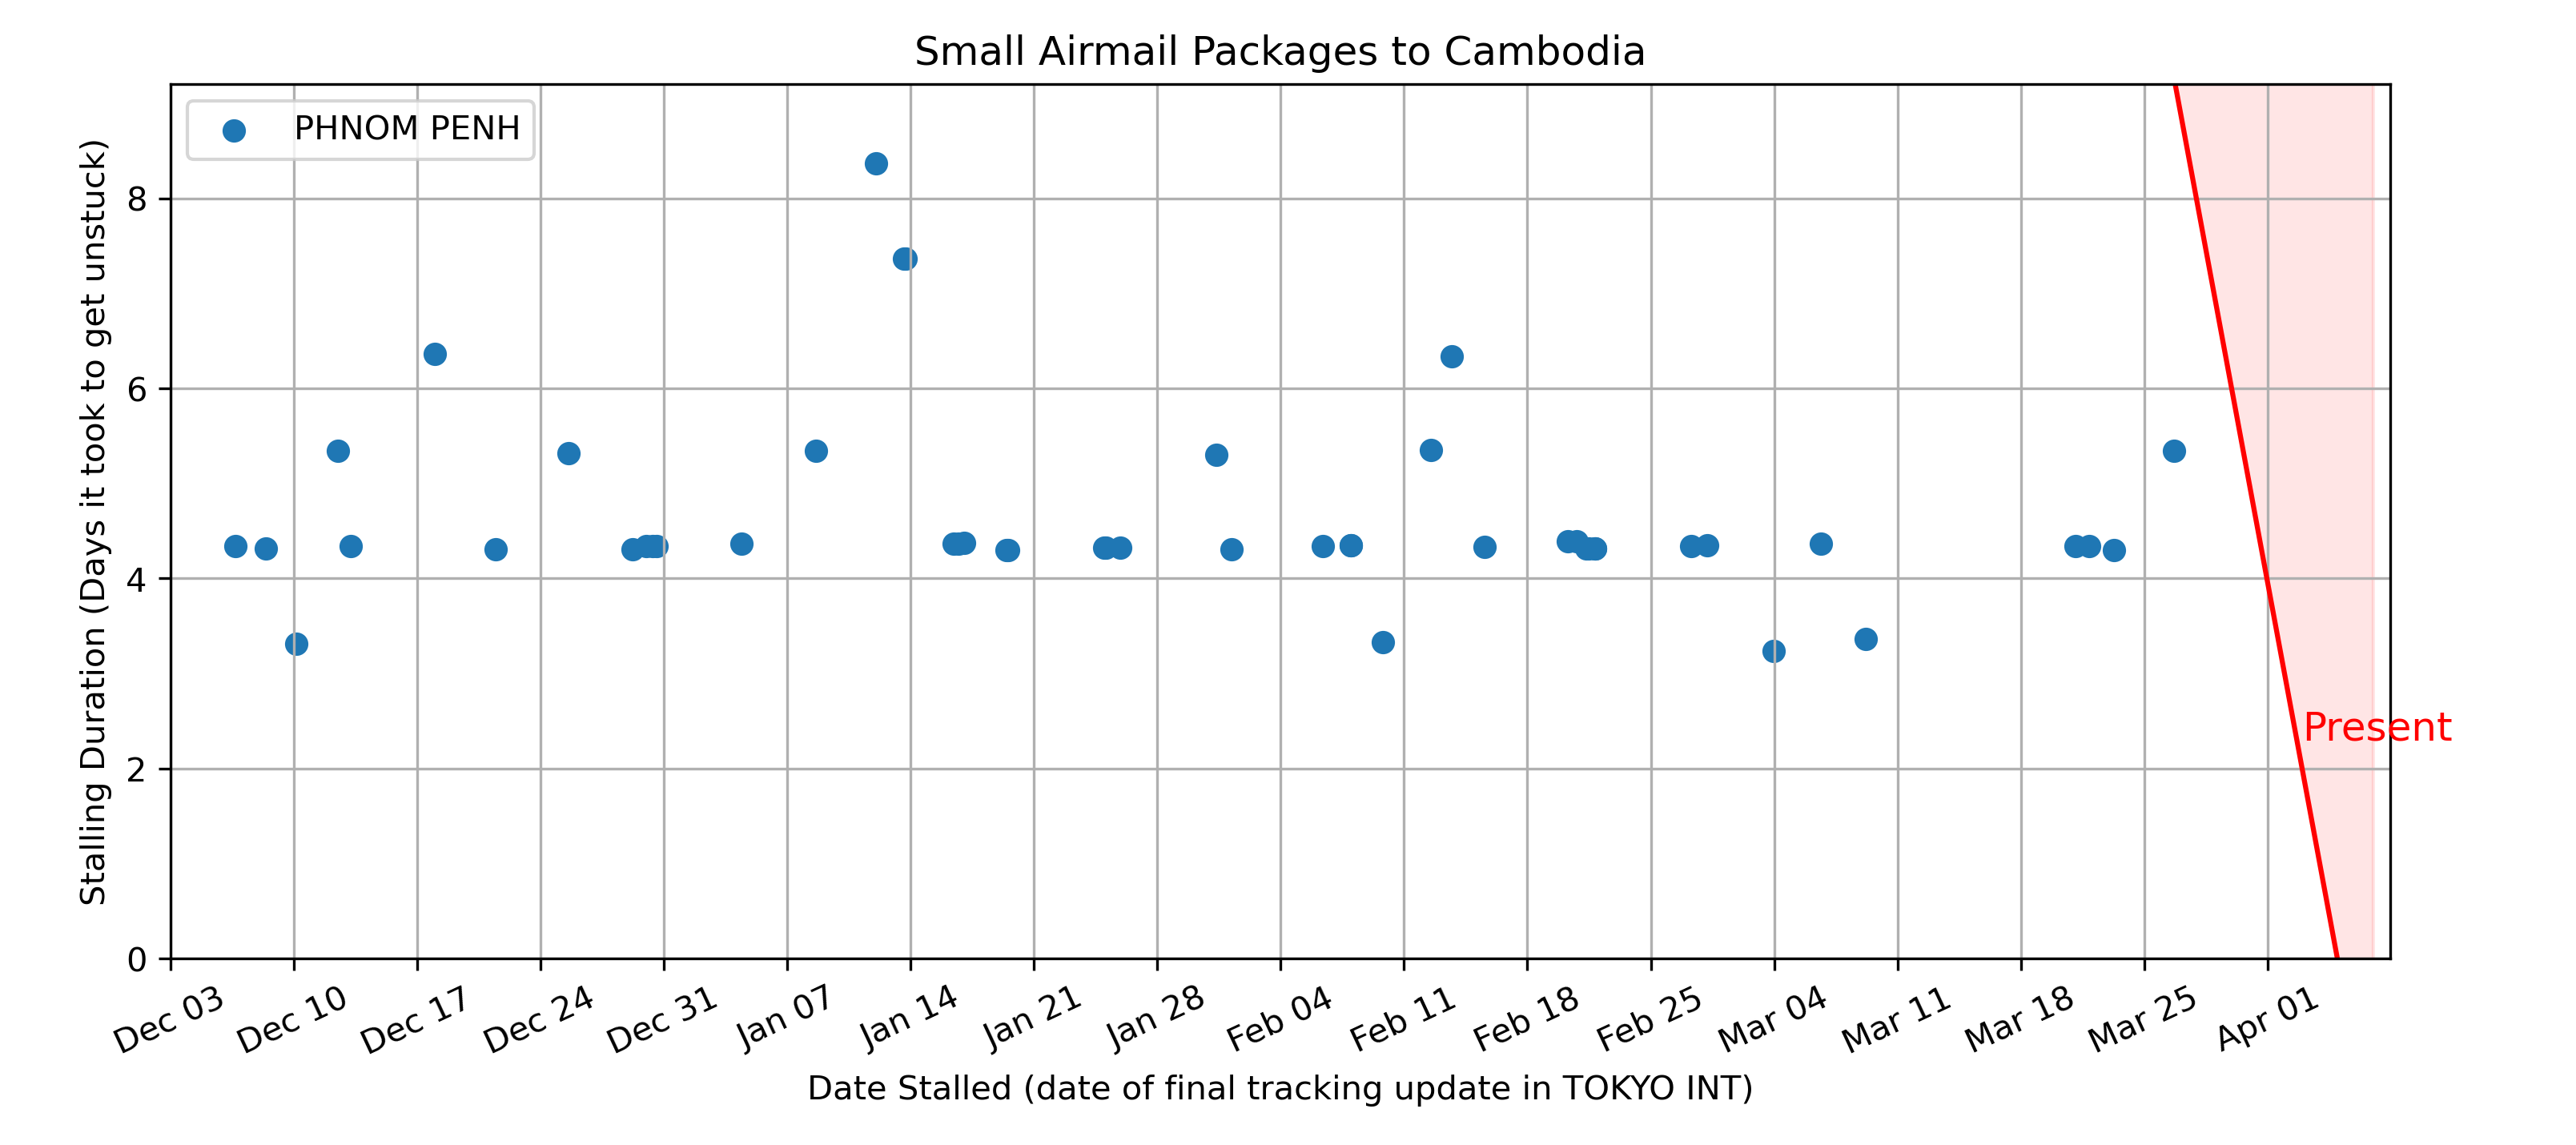 Small Airmail Packages to Cambodia
PHNOM PENH
Stalling Duration (Days it took to get unstuck)
8
6
4
2
0
Present
Dec 03
Dec 10
Dec 17
Dec 24
Dec 31
Jan 07
Jan 14
Jan 21
Jan 28
Feb 04
Feb 11
Feb 18
Feb 25
Mar 04
Mar 11
Mar 18
Mar 25
Apr 01
Date Stalled (date of final tracking update in TOKYO INT)